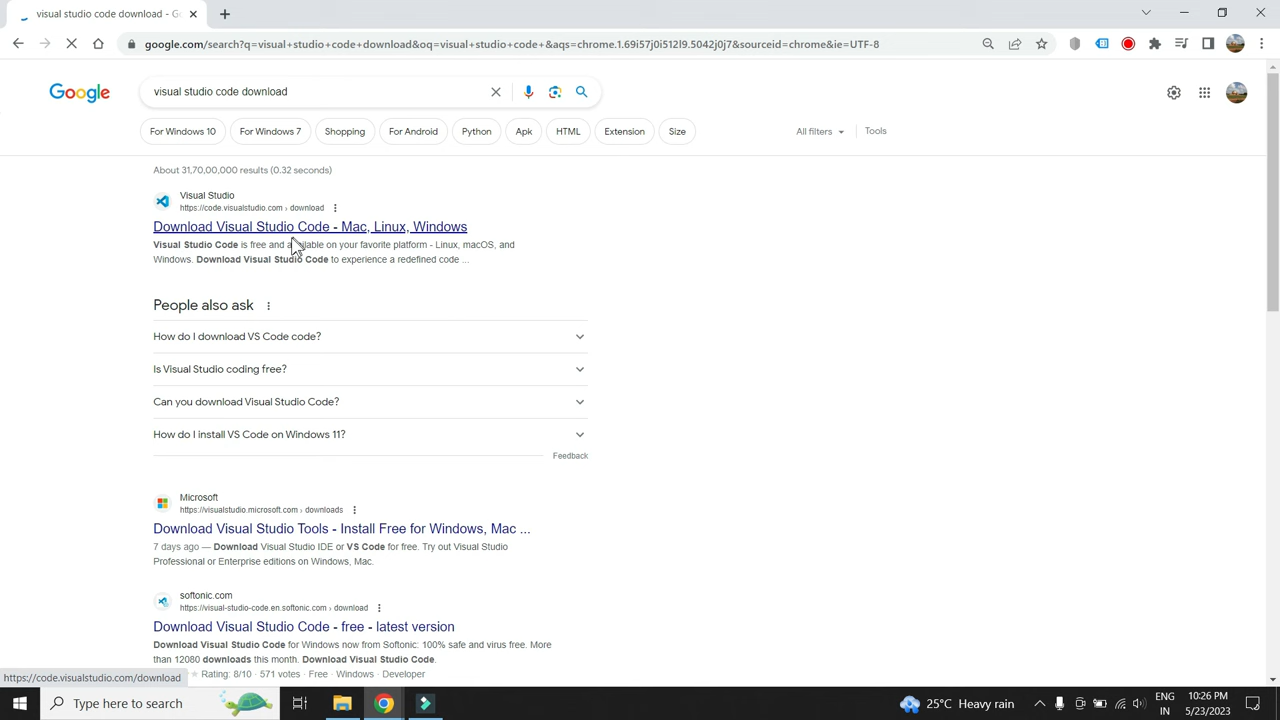 visual studio code download - Go
google.com/search?q=visual+studio+code+download&oq=visual+studio+code+&aqs=chrome.1.69i57j0i512l9.5042j0j7&sourceid=chrome&ie=UTF-8
Google
visual studio code download
For Windows 10
For Windows 7
Shopping
For Android
Python
Apk
HTML
Extension
Size
All filters
Tools
About 31,70,00,000 results (0.32 seconds)
Visual Studio
https://code.visualstudio.com › download
Download Visual Studio Code - Mac, Linux, Windows
Visual Studio Code is free and available on your favorite platform - Linux, macOS, and
Windows. Download Visual Studio Code to experience a redefined code ...
People also ask
How do I download VS Code code?
Is Visual Studio coding free?
Can you download Visual Studio Code?
How do I install VS Code on Windows 11?
Feedback
Microsoft
https://visualstudio.microsoft.com › downloads
Download Visual Studio Tools - Install Free for Windows, Mac ...
7 days ago — Download Visual Studio IDE or VS Code for free. Try out Visual Studio
Professional or Enterprise editions on Windows, Mac.
softonic.com
https://visual-studio-code.en.softonic.com › download
Download Visual Studio Code - free - latest version
Download Visual Studio Code for Windows now from Softonic: 100% safe and virus free. More
than 12080 downloads this month. Download Visual Studio Code.
Rating: 8/10 · 571 votes · Free · Windows · Developer
https://code.visualstudio.com/download
Type here to search
25°C Heavy rain
ENG
IN
10:26 PM
5/23/2023